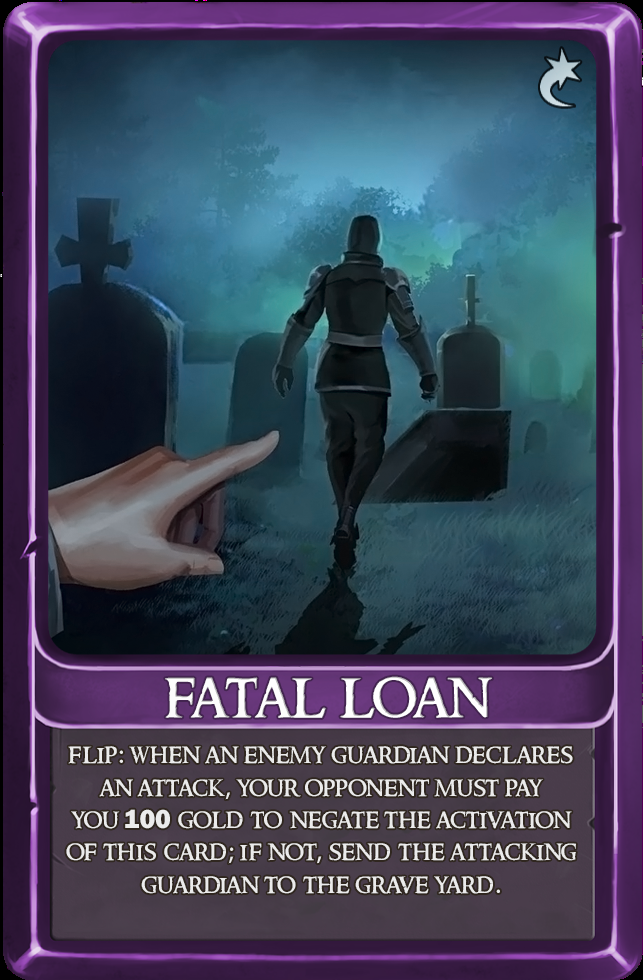 FATAL LOAN
FLIP: WHEN AN ENEMY GUARDIAN DECLARES
AN ATTACK, YOUR OPPONENT MUST PAY
YOU 100 GOLD TO NEGATE THE ACTIVATION
OF THIS CARD; IF NOT, SEND THE ATTACKING
GUARDIAN TO THE GRAVE YARD.